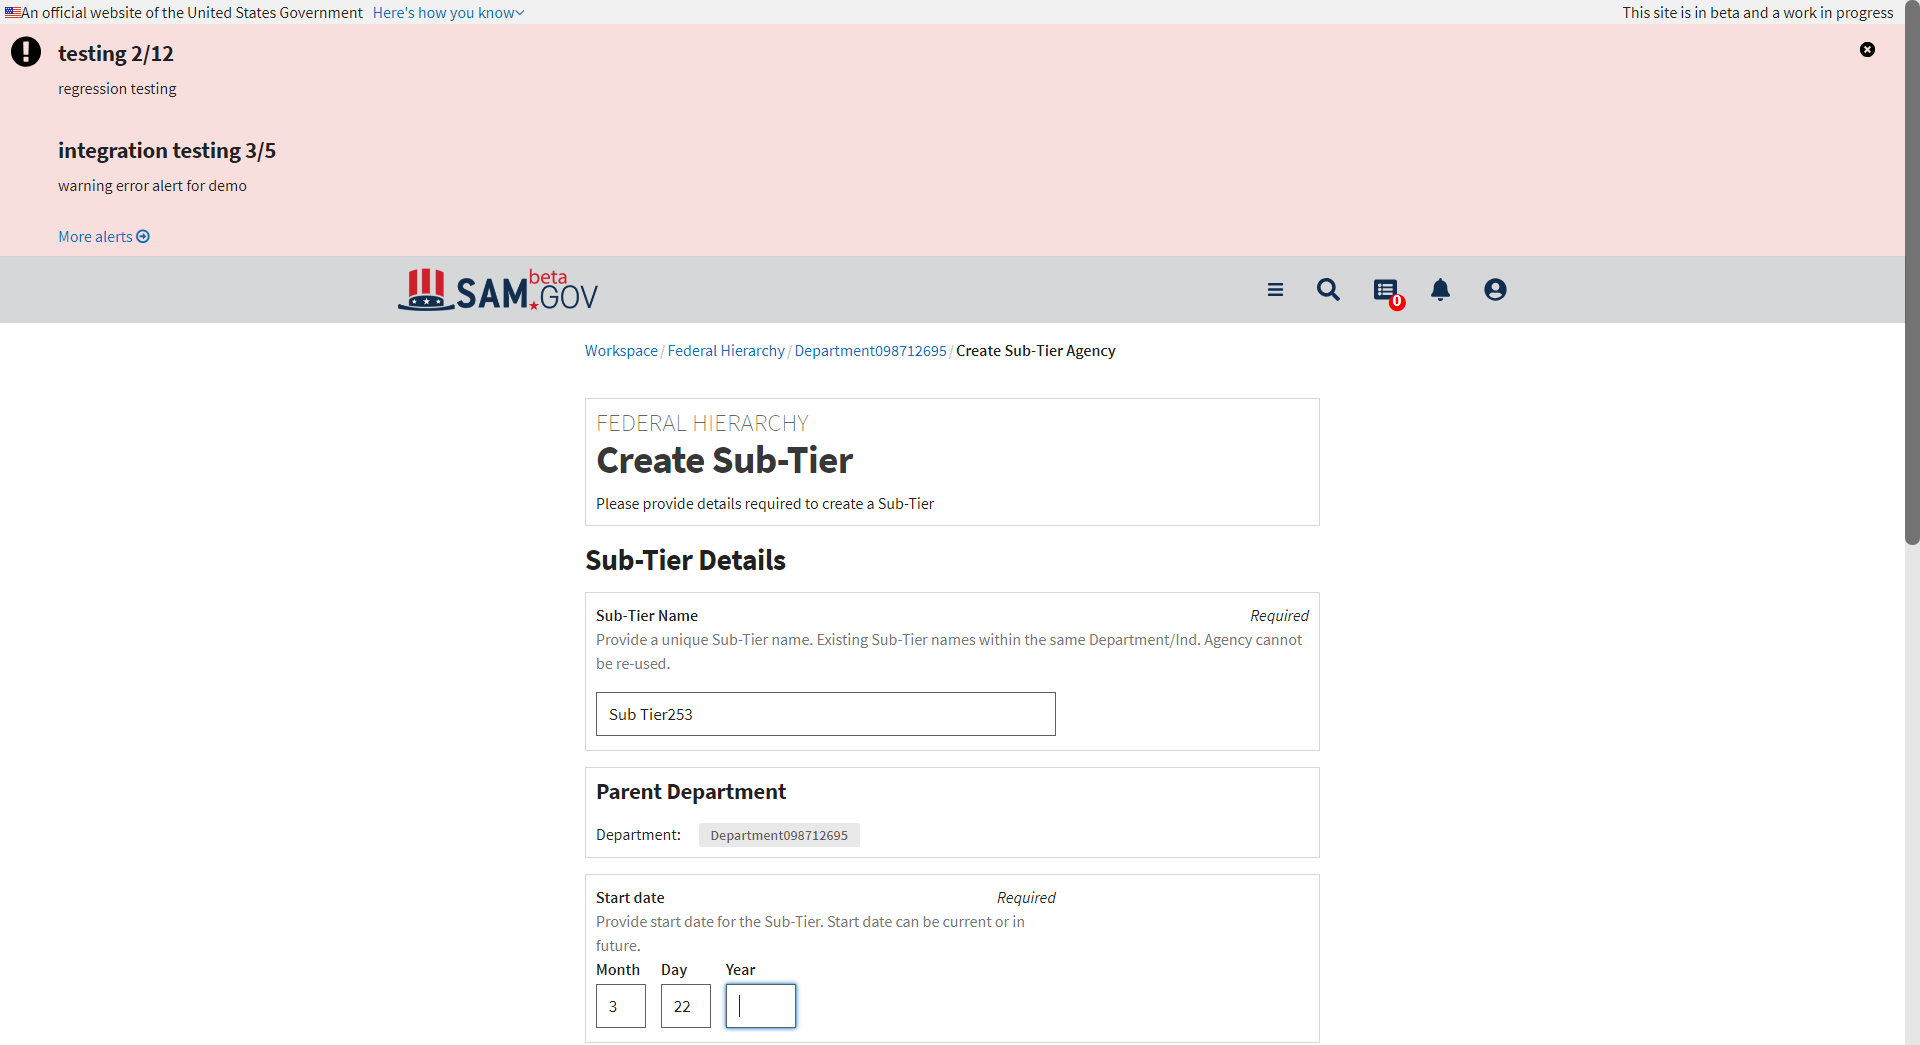 An official website of the United States Government Here's how you know
This site is in beta and a work in progress
testing 2/12
regression testing
integration testing 3/5
warning error alert for demo
More alerts
SAM.GOV beta
0
Workspace / Federal Hierarchy / Department098712695 / Create Sub-Tier Agency
FEDERAL HIERARCHY
Create Sub-Tier
Please provide details required to create a Sub-Tier
Sub-Tier Details
Sub-Tier Name Required
Provide a unique Sub-Tier name. Existing Sub-Tier names within the same Department/Ind. Agency cannot
be re-used.
Sub Tier253
Parent Department
Department: Department098712695
Start date Required
Provide start date for the Sub-Tier. Start date can be current or in
future.
Month Day Year
3 22